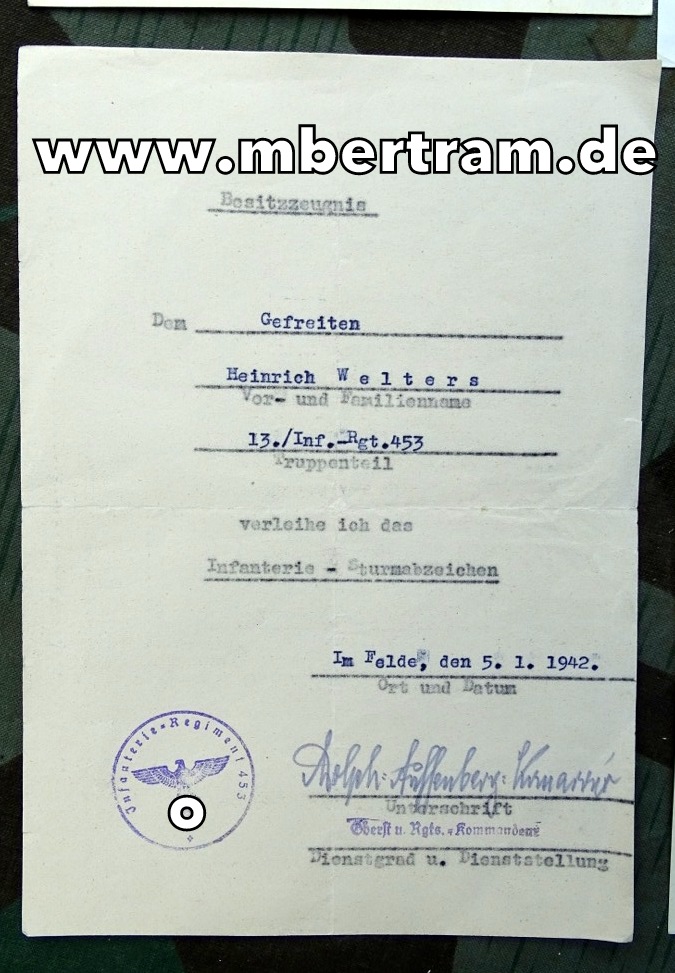 www.mbertram.de
Besitzzeugnis
Dem Gefreiten
Heinrich Welters
Vor- und Familienname
13./Inf.-Rgt.453
Truppenteil
verleihe ich das
Infanterie - Sturmabzeichen
Im Felde, den 5. 1. 1942.
Ort und Datum
Infanterie-Regiment 453
Unterschrift
Oberst u. Rgts.-Kommandeur
Dienstgrad u. Dienststellung